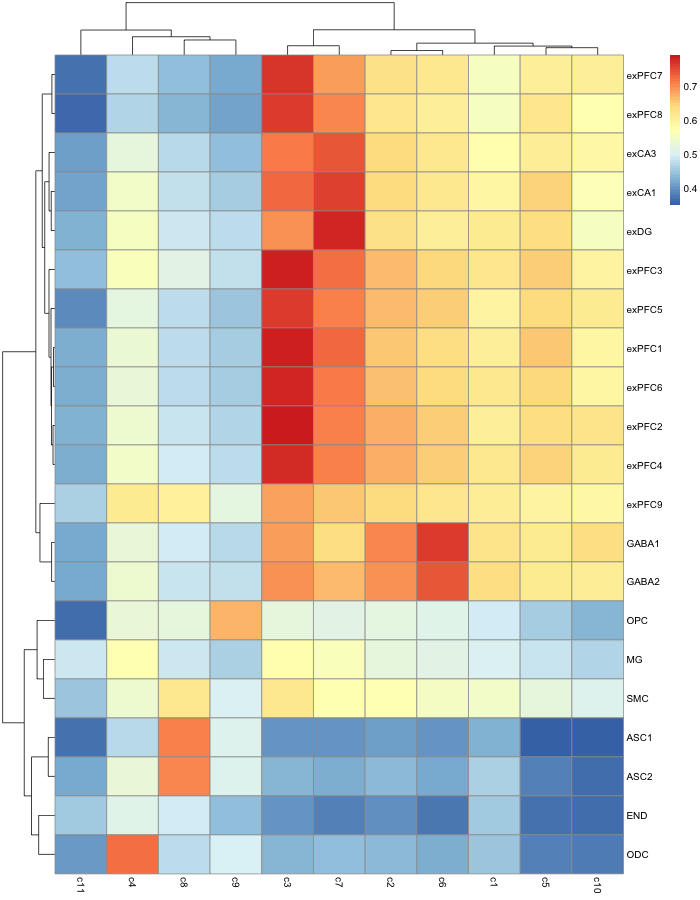 exPFC7
exPFC8
exCA3
exCA1
exDG
exPFC3
exPFC5
exPFC1
exPFC6
exPFC2
exPFC4
exPFC9
GABA1
GABA2
OPC
MG
SMC
ASC1
ASC2
END
ODC
c11 c4 c8 c9 c3 c7 c2 c6 c1 c5 c10
0.7
0.6
0.5
0.4